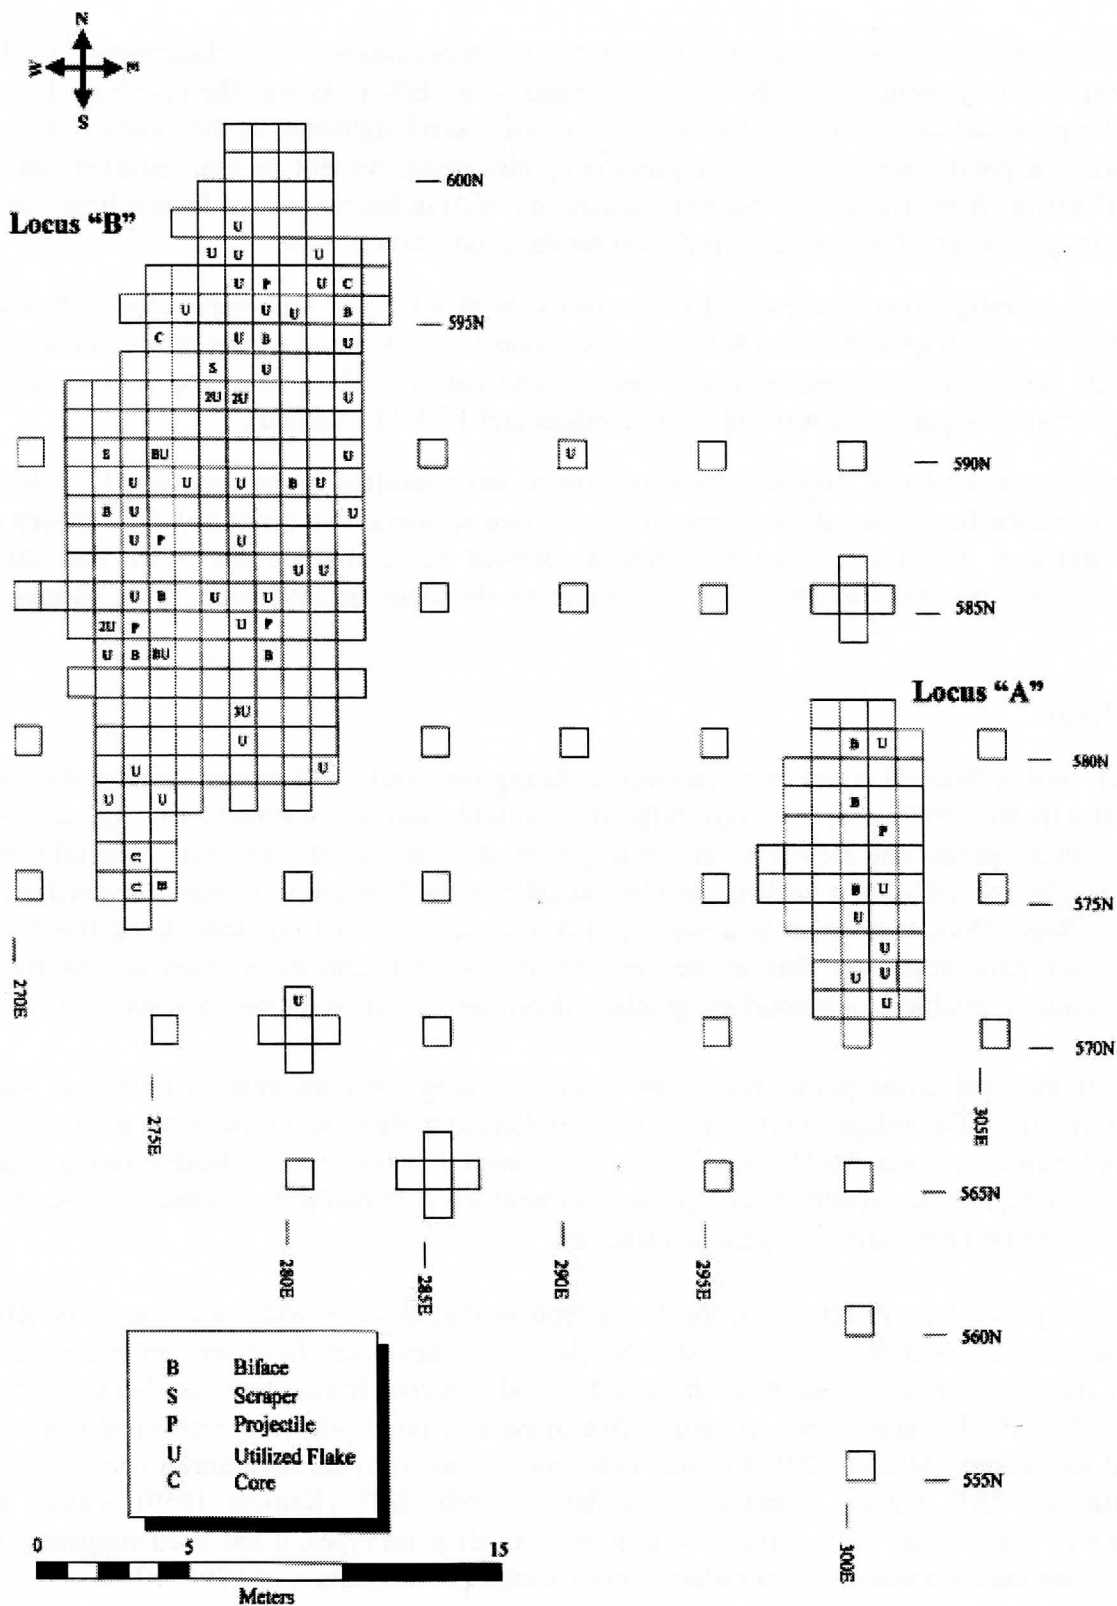 N
W E
S
600N
Locus “B”
U
U U U
U P U C
U U U B
595N
C U B U
S U
2U 2U U
S BU U U
590N
U U U B U
B U U
U P U
U U
U B U U
585N
2U P U P
U B BU B
Locus “A”
3U
U B U
580N
U U
U U B
P
C
C B B U
575N
U
U
270E
U U U
U
570N
275E
305E
565N
280E
285E
290E
295E
560N
B Biface
S Scraper
P Projectile
U Utilized Flake
C Core
555N
0 5 15
300E
Meters